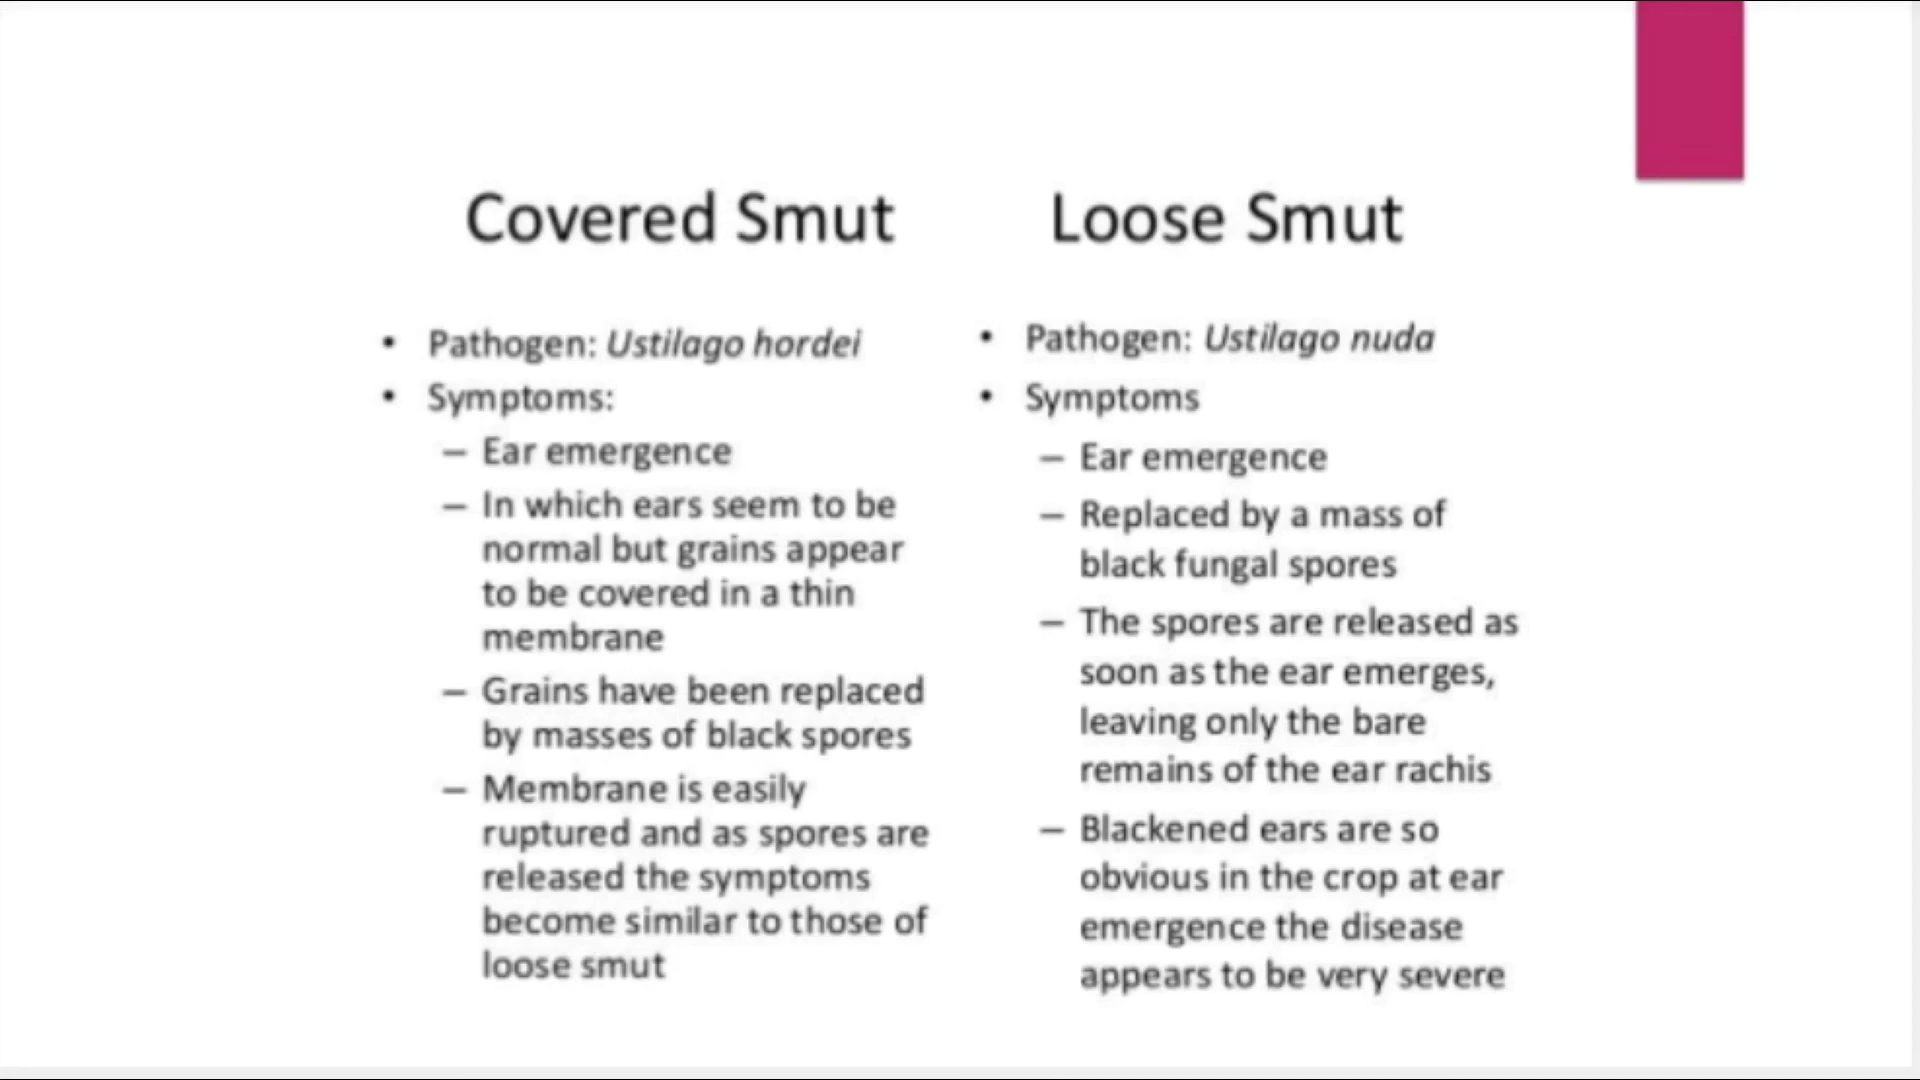 Covered Smut
• Pathogen: Ustilago hordei
• Symptoms:
– Ear emergence
– In which ears seem to be
normal but grains appear
to be covered in a thin
membrane
– Grains have been replaced
by masses of black spores
– Membrane is easily
ruptured and as spores are
released the symptoms
become similar to those of
loose smut
Loose Smut
• Pathogen: Ustilago nuda
• Symptoms
– Ear emergence
– Replaced by a mass of
black fungal spores
– The spores are released as
soon as the ear emerges,
leaving only the bare
remains of the ear rachis
– Blackened ears are so
obvious in the crop at ear
emergence the disease
appears to be very severe